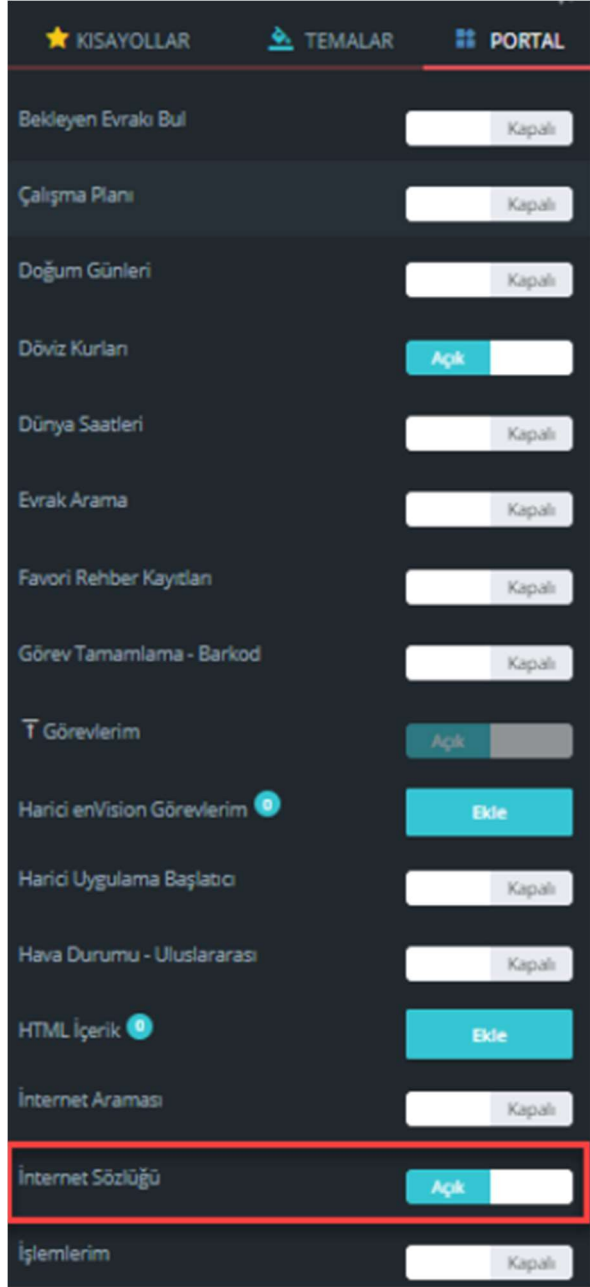 KISAYOLLAR TEMALAR PORTAL
Bekleyen Evrakı Bul Kapalı
Çalışma Planı Kapalı
Doğum Günleri Kapalı
Döviz Kurları Açık
Dünya Saatleri Kapalı
Evrak Arama Kapalı
Favori Rehber Kayıtları Kapalı
Görev Tamamlama - Barkod Kapalı
Görevlerim Açık
Harici enVision Görevlerim 0 Ekle
Harici Uygulama Başlatıcı Kapalı
Hava Durumu - Uluslararası Kapalı
HTML İçerik 0 Ekle
İnternet Araması Kapalı
İnternet Sözlüğü Açık
İşlemlerim Kapalı